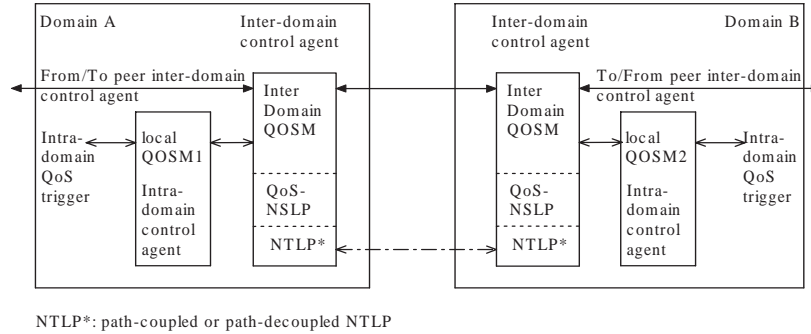 Domain A
Inter-domain
control agent
From/To peer inter-domain
control agent
Inter
Domain
QOSM
local
QOSM1
Intra-
domain
QoS
trigger
Intra-
domain
control
agent
QoS-
NSLP
NTLP*
Domain B
Inter-domain
control agent
To/From peer inter-domain
control agent
Inter
Domain
QOSM
local
QOSM2
Intra-
domain
QoS
trigger
Intra-
domain
control
agent
QoS-
NSLP
NTLP*
NTLP*: path-coupled or path-decoupled NTLP